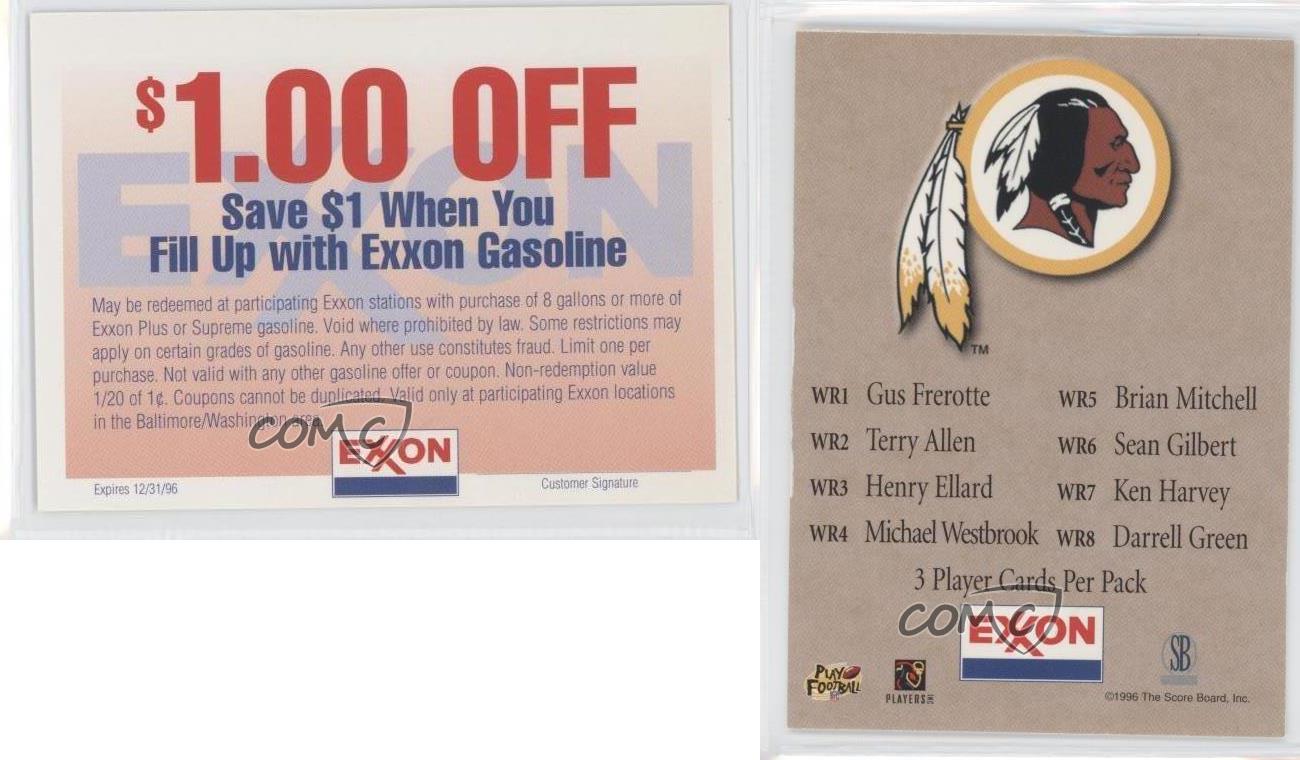 $1.00 OFF
EXXON
Save $1 When You
Fill Up with Exxon Gasoline
May be redeemed at participating Exxon stations with purchase of 8 gallons or more of
Exxon Plus or Supreme gasoline. Void where prohibited by law. Some restrictions may
apply on certain grades of gasoline. Any other use constitutes fraud. Limit one per
purchase. Not valid with any other gasoline offer or coupon. Non-redemption value
1/20 of 1¢. Coupons cannot be duplicated. Valid only at participating Exxon locations
in the Baltimore/Washington area.
COMC
EXXON
Expires 12/31/96
Customer Signature
TM
WR1 Gus Frerotte
WR2 Terry Allen
WR3 Henry Ellard
WR4 Michael Westbrook
WR5 Brian Mitchell
WR6 Sean Gilbert
WR7 Ken Harvey
WR8 Darrell Green
3 Player Cards Per Pack
COMC
EXXON
PLAY
FOOTBALL
NFL
PLAYERS INC
SB
©1996 The Score Board, Inc.